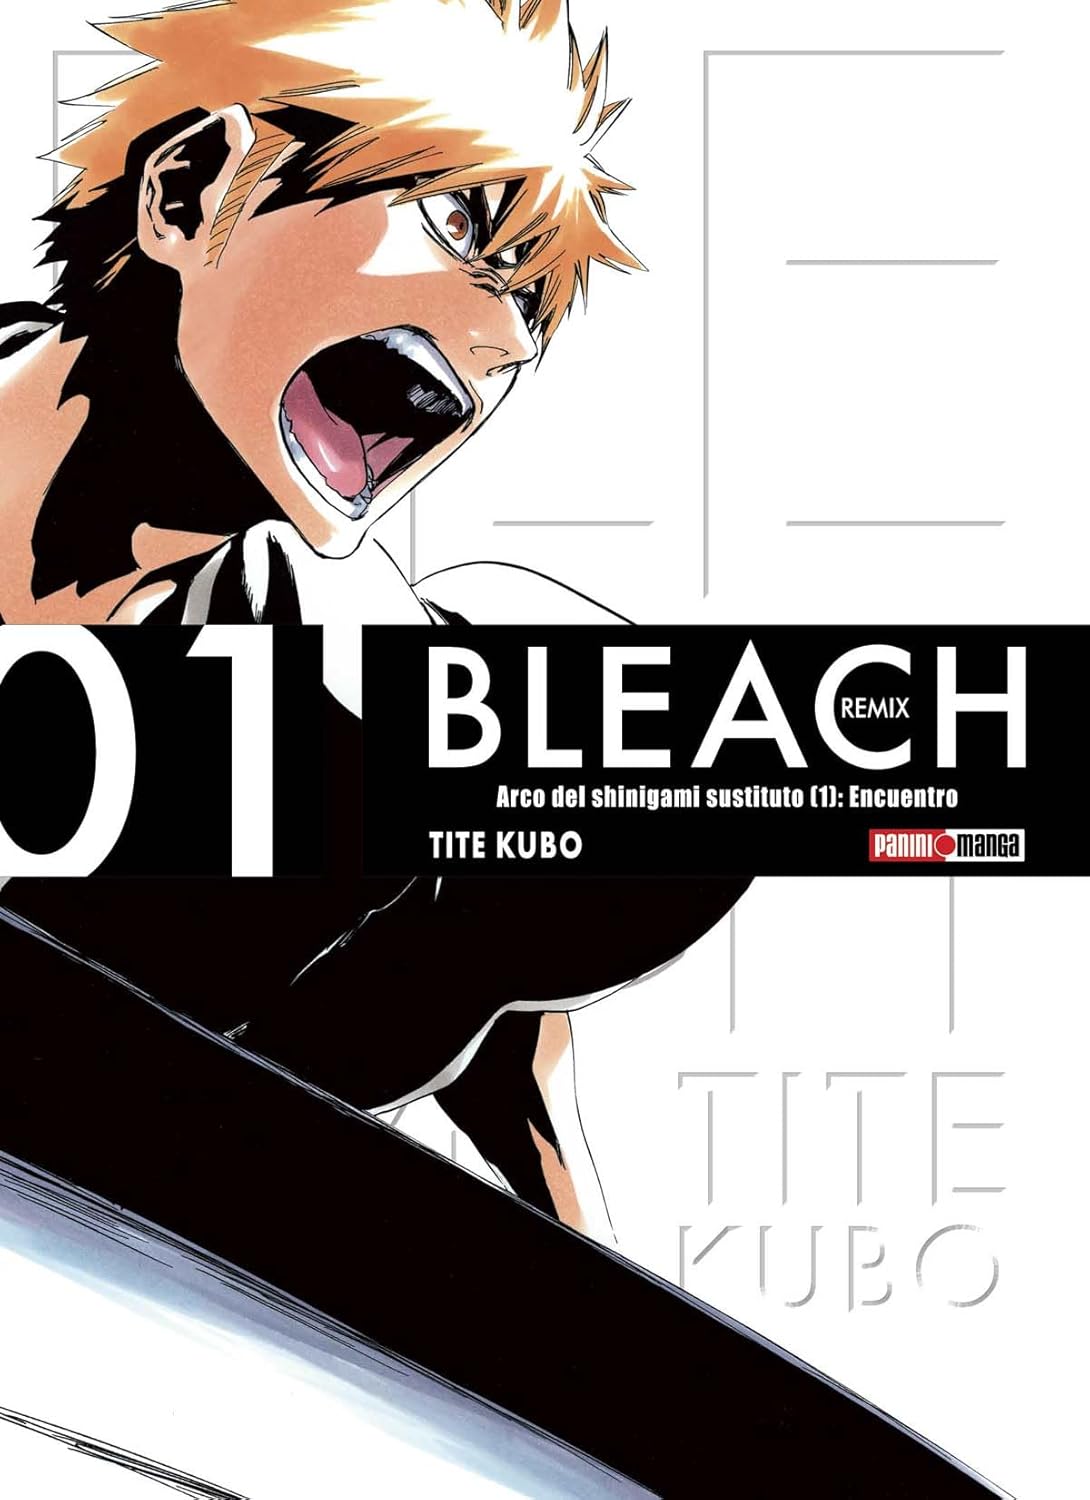 01
BLEACH
REMIX
Arco del shinigami sustituto (1): Encuentro
TITE KUBO
PANINI MANGA
TITE
KUBO